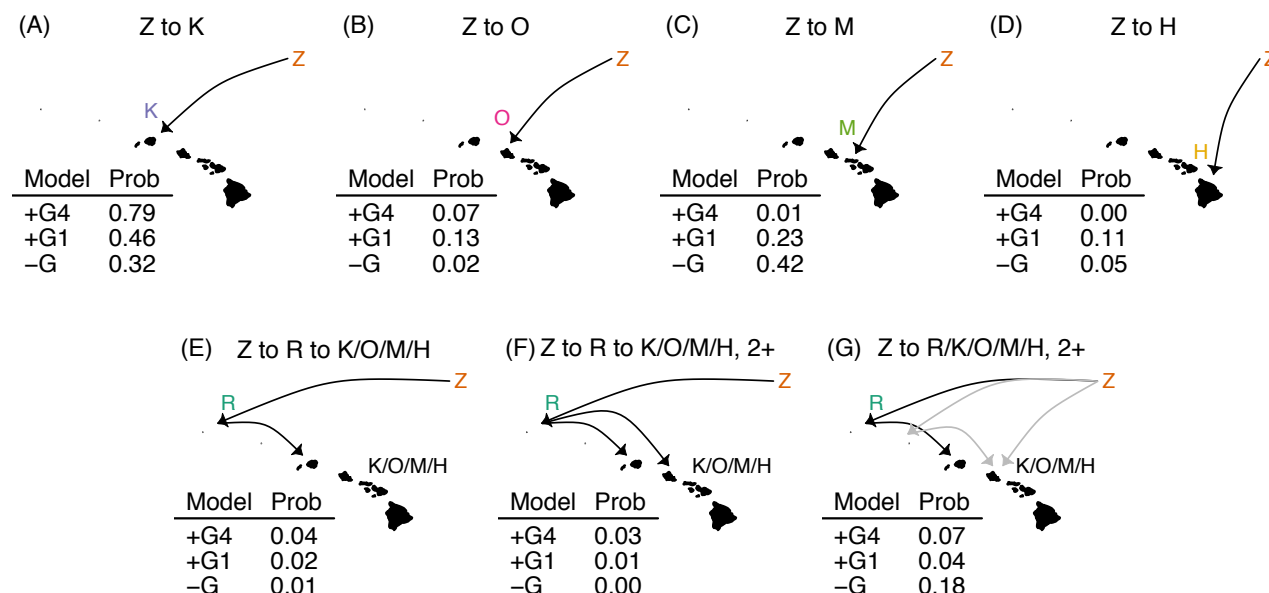 (A) Z to K
Z
K
Model Prob
+G4 0.79
+G1 0.46
−G 0.32
(B) Z to O
Z
O
Model Prob
+G4 0.07
+G1 0.13
−G 0.02
(C) Z to M
Z
M
Model Prob
+G4 0.01
+G1 0.23
−G 0.42
(D) Z to H
Z
H
Model Prob
+G4 0.00
+G1 0.11
−G 0.05
(E) Z to R to K/O/M/H
Z
R
K/O/M/H
Model Prob
+G4 0.04
+G1 0.02
−G 0.01
(F) Z to R to K/O/M/H, 2+
Z
R
K/O/M/H
Model Prob
+G4 0.03
+G1 0.01
−G 0.00
(G) Z to R/K/O/M/H, 2+
Z
R
K/O/M/H
Model Prob
+G4 0.07
+G1 0.04
−G 0.18